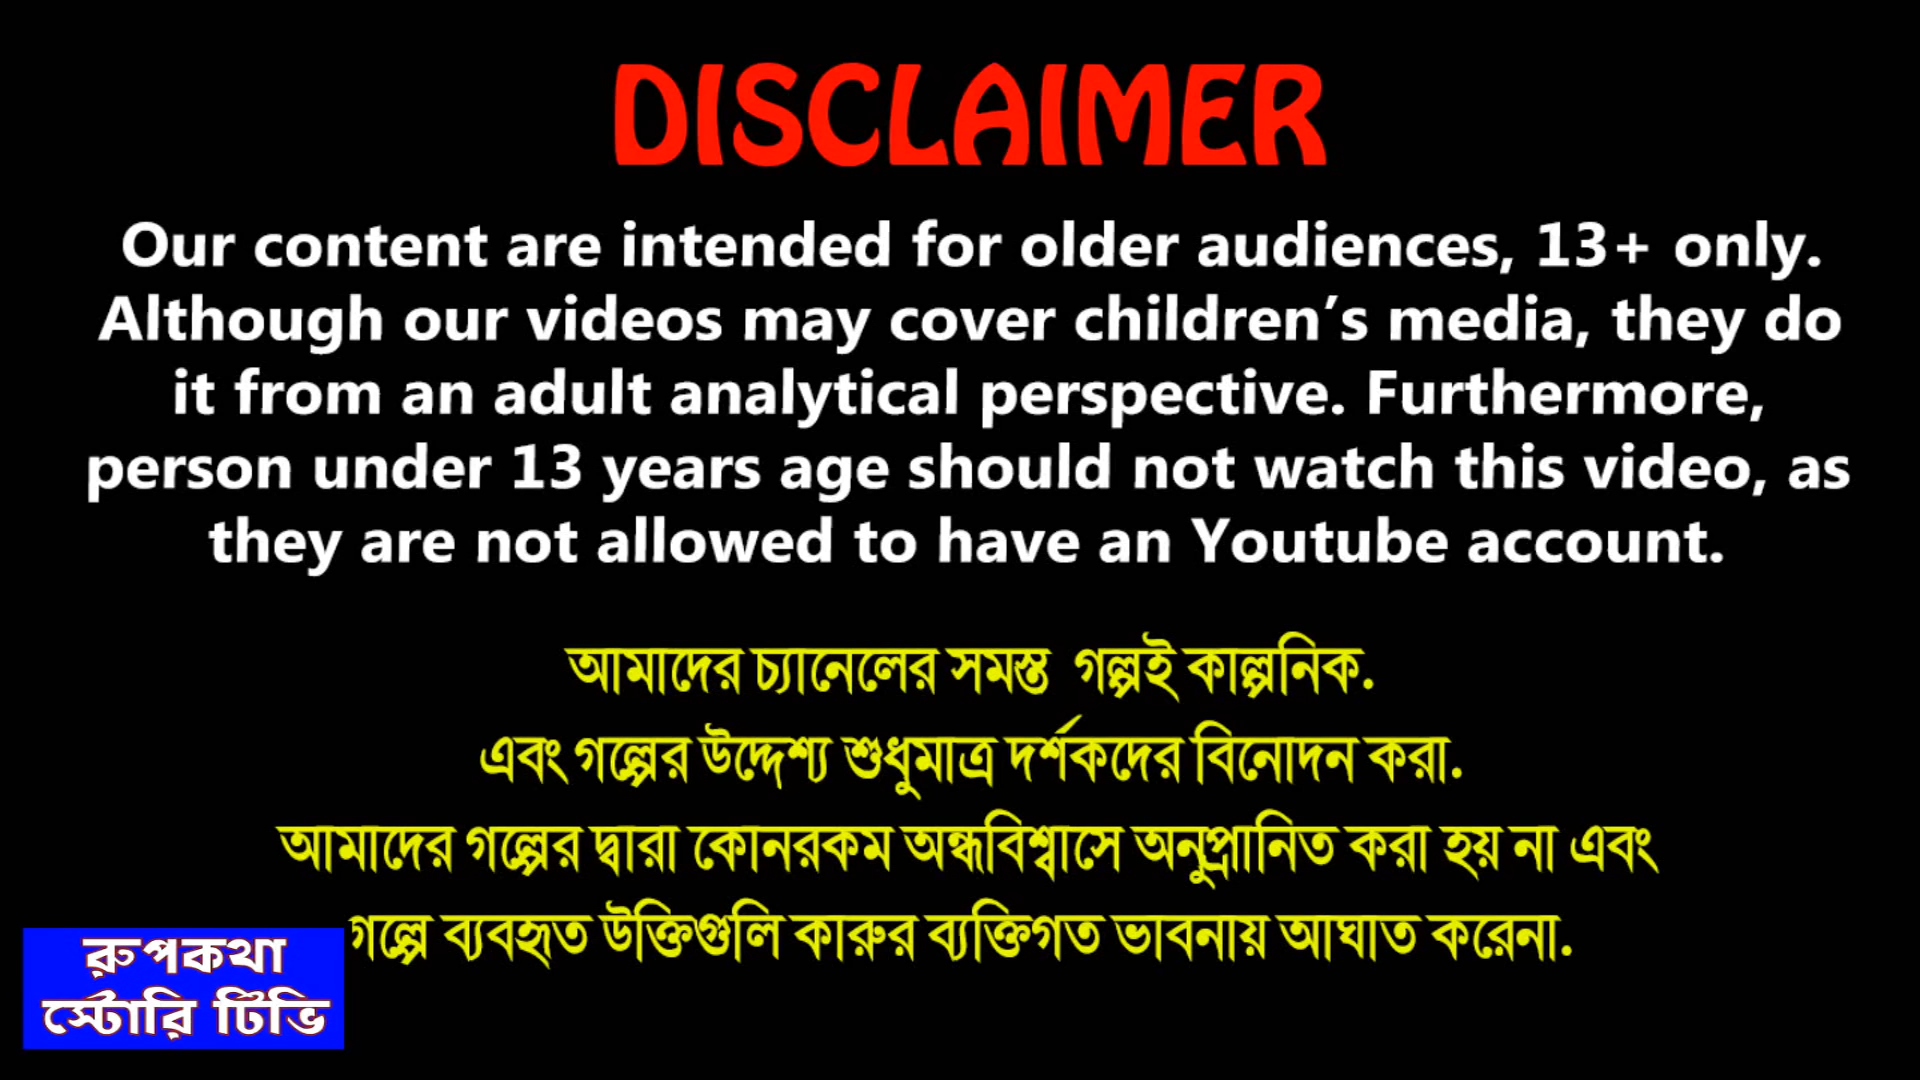 DISCLAIMER
Our content are intended for older audiences, 13+ only.
Although our videos may cover children’s media, they do
it from an adult analytical perspective. Furthermore,
person under 13 years age should not watch this video, as
they are not allowed to have an Youtube account.
আমাদের চ্যানেলের সমস্ত গল্পই কাল্পনিক.
এবং গল্পের উদ্দেশ্য শুধুমাত্র দর্শকদের বিনোদন করা.
আমাদের গল্পের দ্বারা কোনরকম অন্ধবিশ্বাসে অনুপ্রানিত করা হয় না এবং
গল্পে ব্যবহৃত উক্তিগুলি কারুর ব্যক্তিগত ভাবনায় আঘাত করেনা.
রুপকথা
স্টোরি টিভি